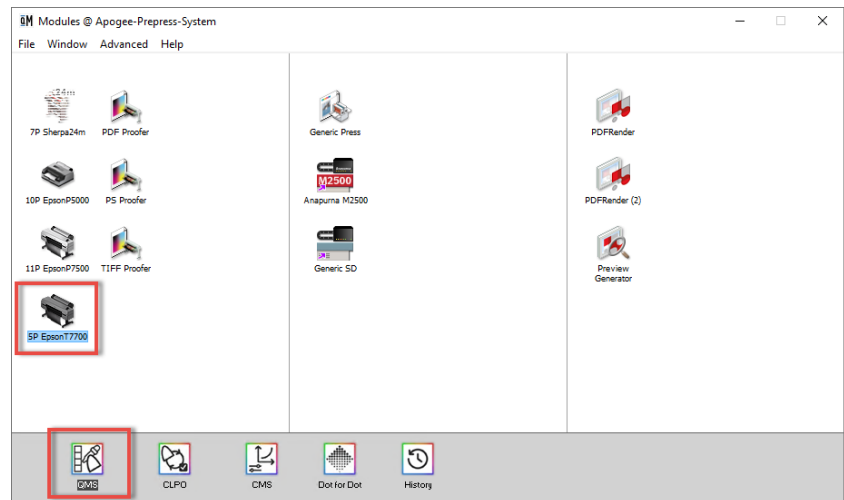 QM Modules @ Apogee-Prepress-System
File Window Advanced Help
7P Sherpa24m
PDF Proofer
Generic Press
PDFRender
10P EpsonP5000
PS Proofer
M2500
Anapurna M2500
PDFRender (2)
11P EpsonP7500
TIFF Proofer
Generic SD
Preview
Generator
5P EpsonT7700
QMS
CLPO
CMS
Dot for Dot
History